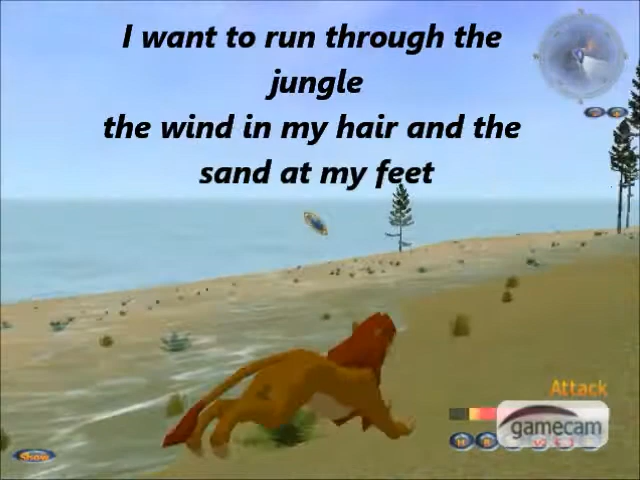 I want to run through the
jungle
the wind in my hair and the
sand at my feet
Attack
gamecam
Show